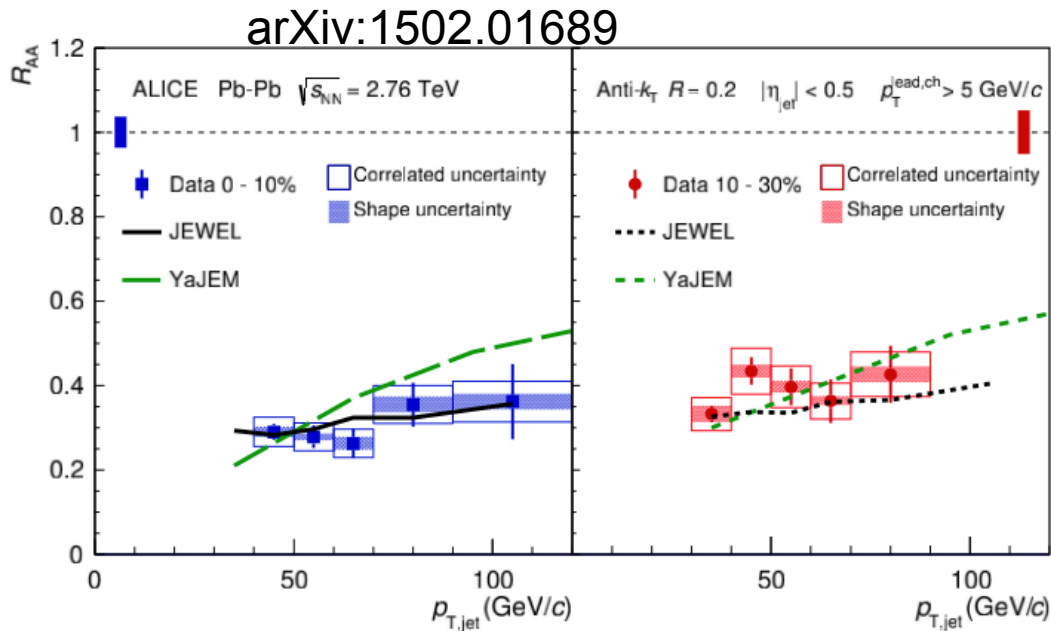 arXiv:1502.01689
R_AA
1.2
1
0.8
0.6
0.4
0.2
0
ALICE Pb-Pb √s_NN = 2.76 TeV
Data 0 - 10%
Correlated uncertainty
Shape uncertainty
JEWEL
YaJEM
0 50 100
p_T,jet (GeV/c)
Anti-k_T R = 0.2 |η_jet| < 0.5 p_T^lead,ch > 5 GeV/c
Data 10 - 30%
Correlated uncertainty
Shape uncertainty
JEWEL
YaJEM
50 100
p_T,jet (GeV/c)